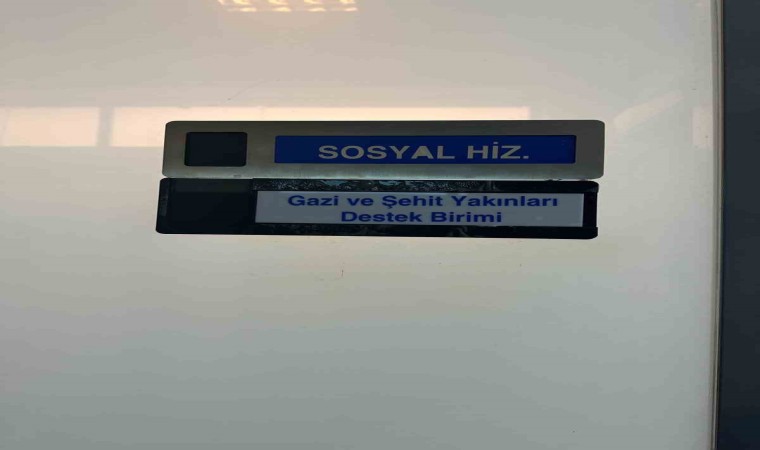 SOSYAL HİZ.
Gazi ve Şehit Yakınları
Destek Birimi